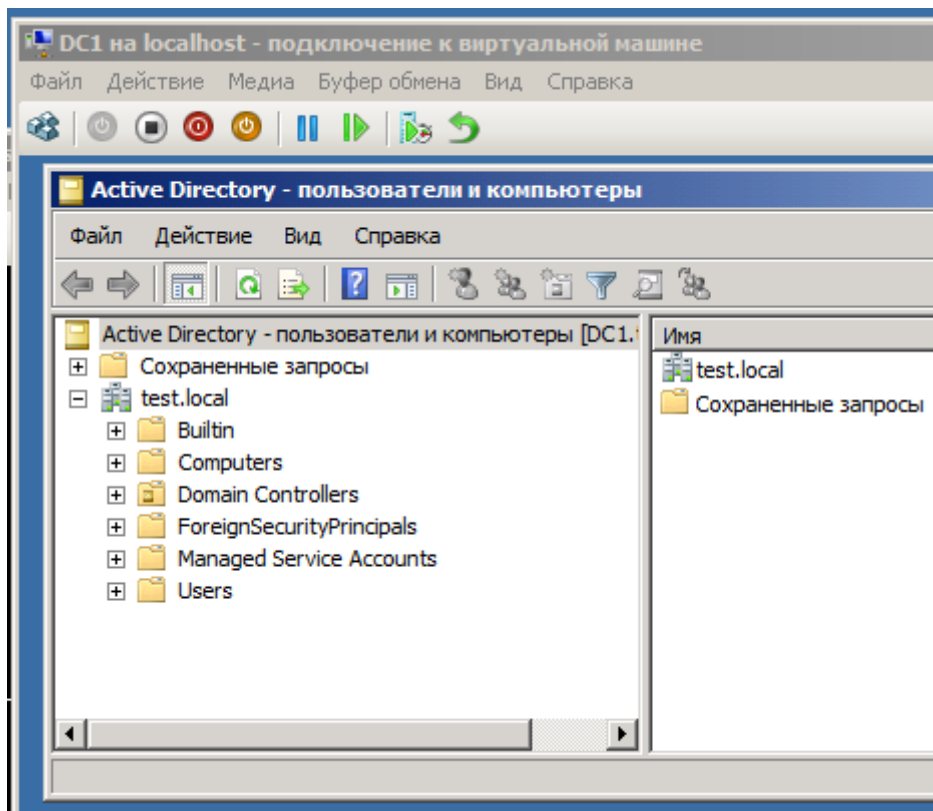 DC1 на localhost - подключение к виртуальной машине
Файл Действие Медиа Буфер обмена Вид Справка
Active Directory - пользователи и компьютеры
Файл Действие Вид Справка
Active Directory - пользователи и компьютеры [DC1.
Имя
Сохраненные запросы
test.local
test.local
Сохраненные запросы
Builtin
Computers
Domain Controllers
ForeignSecurityPrincipals
Managed Service Accounts
Users